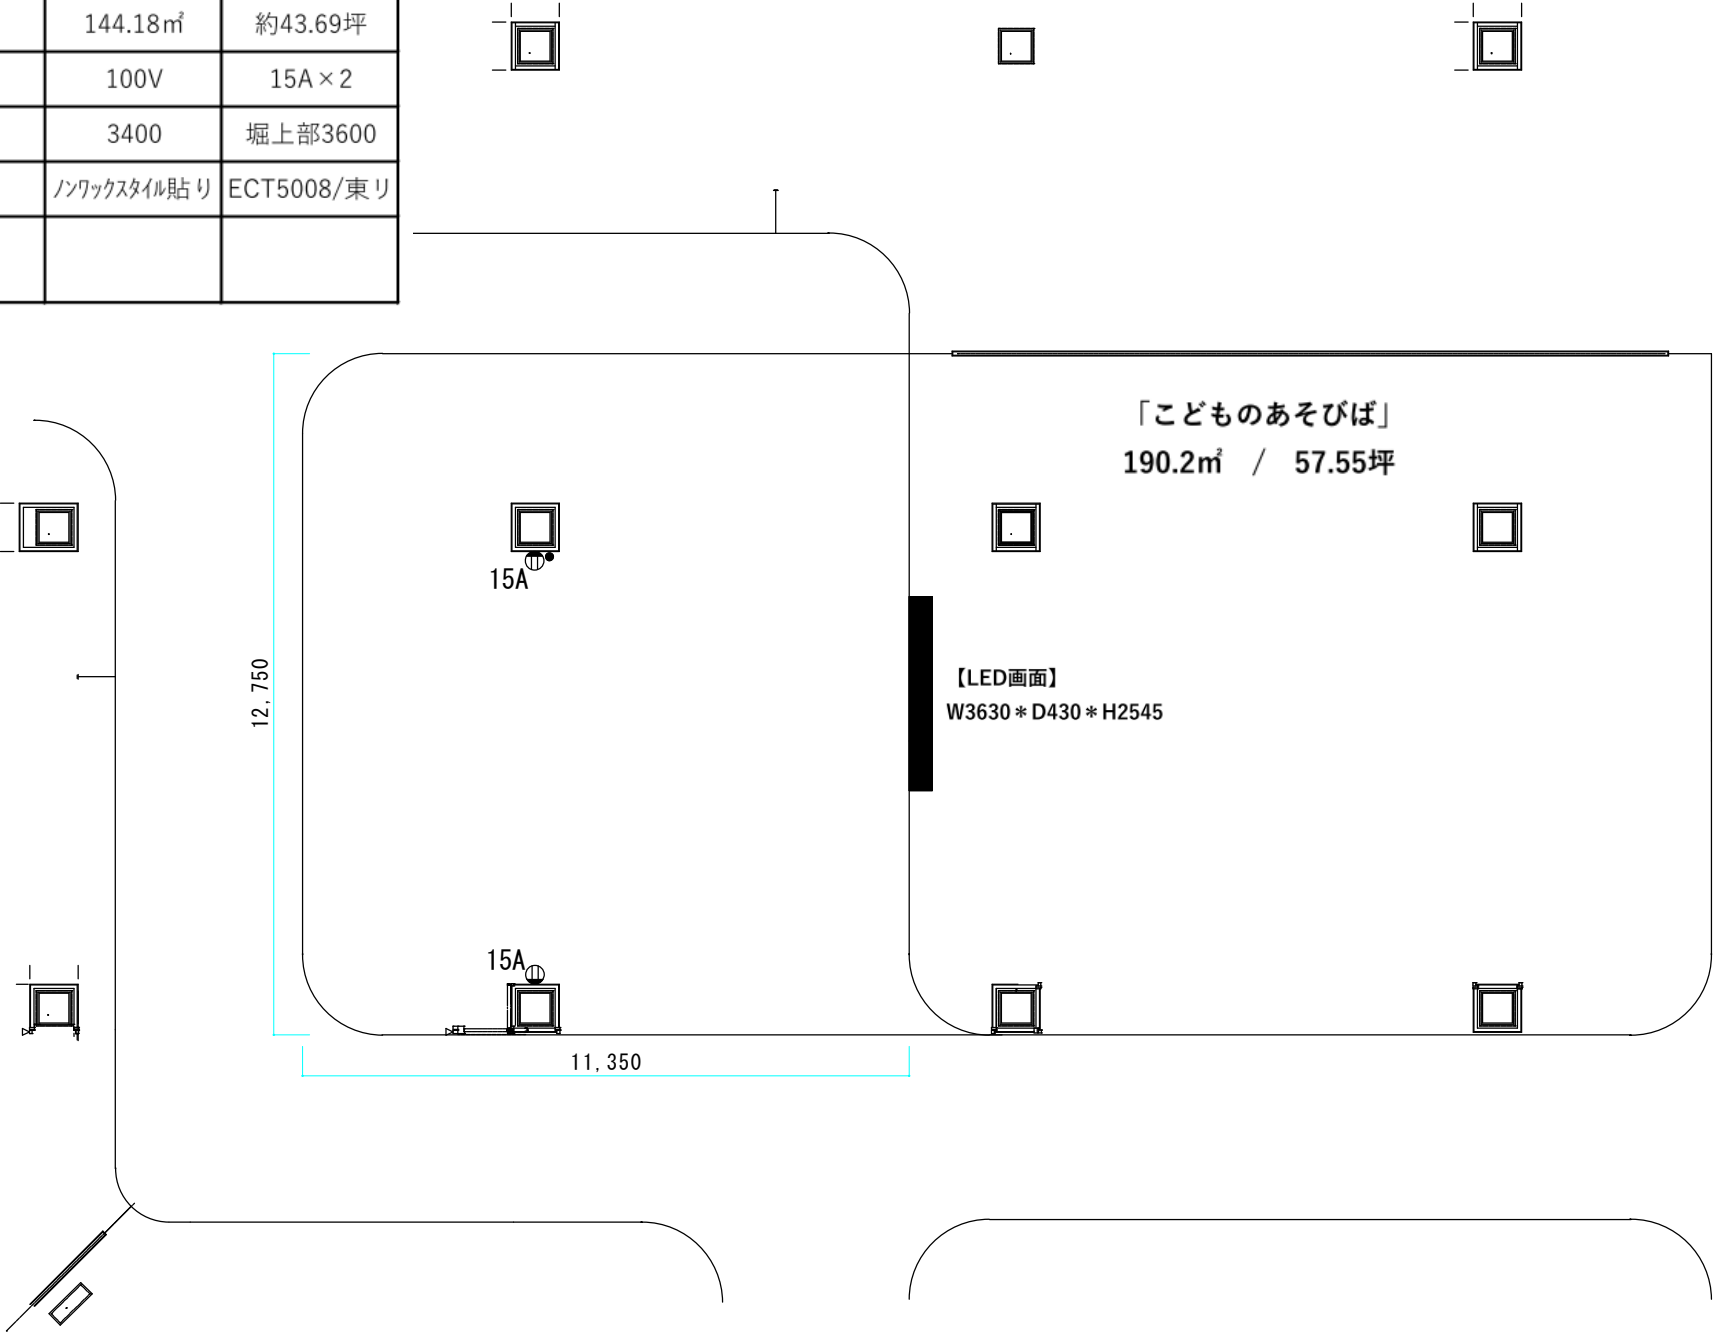 144.18㎡ 約43.69坪
100V 15A×2
3400 堀上部3600
ﾉﾝﾜｯｸｽﾀｲﾙ貼り ECT5008/東リ
「こどものあそびば」
190.2㎡ / 57.55坪
15A
12,750
【LED画面】
W3630＊D430＊H2545
15A
11,350